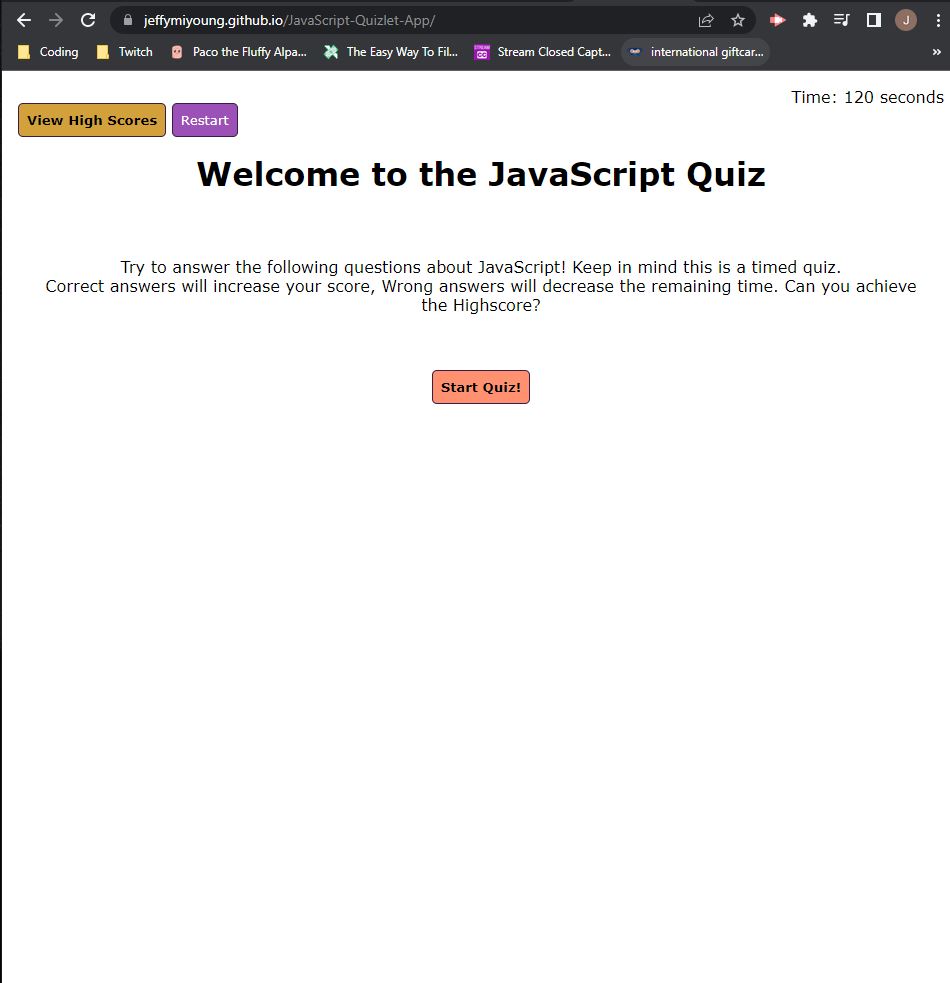 jeffymiyoung.github.io/JavaScript-Quizlet-App/
J
Coding Twitch Paco the Fluffy Alpa... The Easy Way To Fil... STREAM CC Stream Closed Capt... international giftcar... »
Time: 120 seconds
View High Scores Restart
Welcome to the JavaScript Quiz
Try to answer the following questions about JavaScript! Keep in mind this is a timed quiz.
Correct answers will increase your score, Wrong answers will decrease the remaining time. Can you achieve
the Highscore?
Start Quiz!